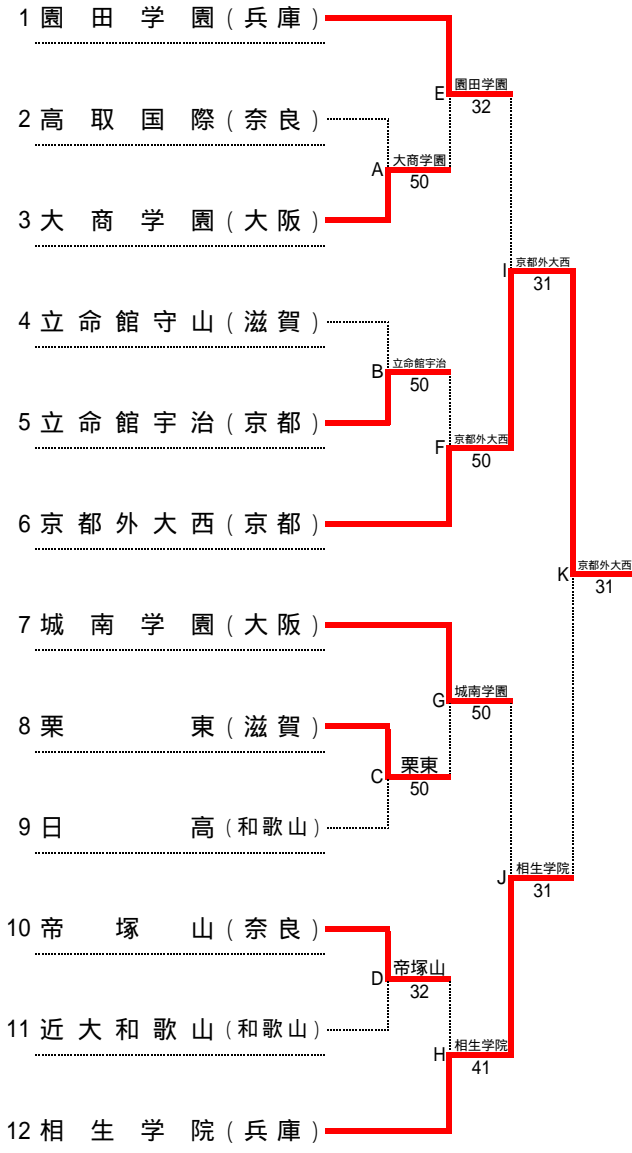 1 園田学園(兵庫)
園田学園
E
32
2 高取国際(奈良)
大商学園
A
50
3 大商学園(大阪)
京都外大西
I
31
4 立命館守山(滋賀)
立命館宇治
B
50
5 立命館宇治(京都)
京都外大西
F
50
6 京都外大西(京都)
京都外大西
K
31
7 城南学園(大阪)
城南学園
G
50
8 栗東(滋賀)
栗東
C
50
9 日高(和歌山)
相生学院
J
31
10 帝塚山(奈良)
帝塚山
D
32
11 近大和歌山(和歌山)
相生学院
H
41
12 相生学院(兵庫)